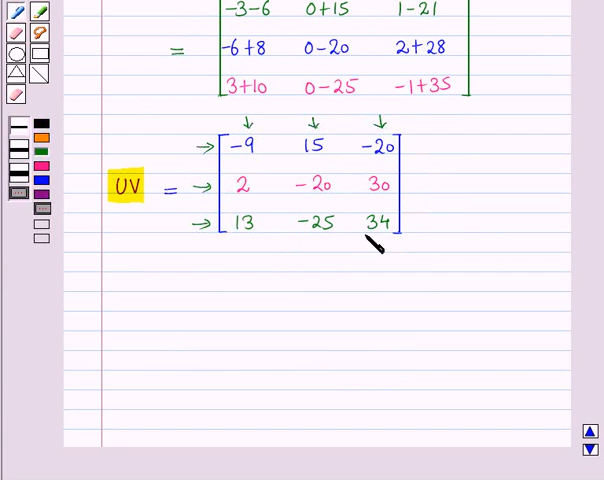 -3-6 0+15 1-21
= -6+8 0-20 2+28
3+10 0-25 -1+35
↓ ↓ ↓
→ -9 15 -20
UV = → 2 -20 30
→ 13 -25 34